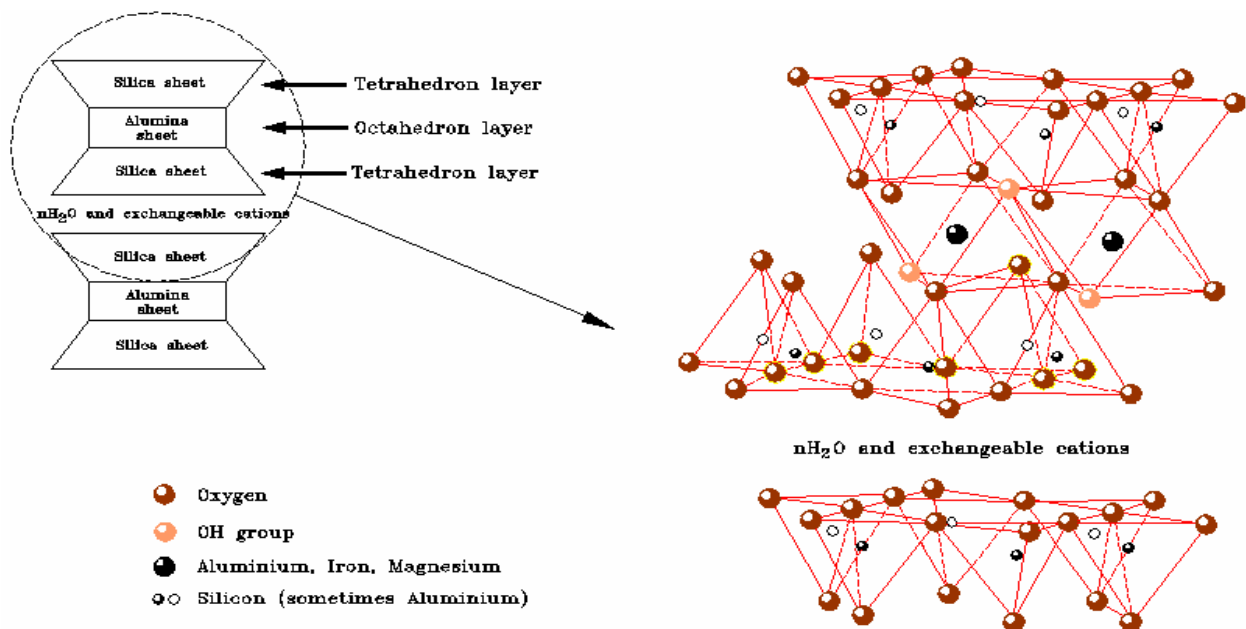 Silica sheet
Tetrahedron layer
Alumina
sheet
Octahedron layer
Silica sheet
Tetrahedron layer
nH₂O and exchangeable cations
Silica sheet
Alumina
sheet
Silica sheet
nH₂O and exchangeable cations
Oxygen
OH group
Aluminium, Iron, Magnesium
Silicon (sometimes Aluminium)